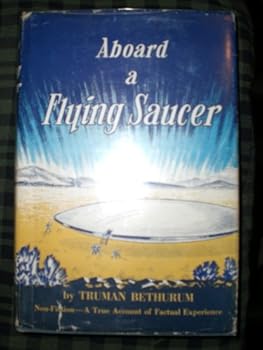 Aboard
a
Flying Saucer
by TRUMAN BETHURUM
Non-Fiction—A True Account of Factual Experience